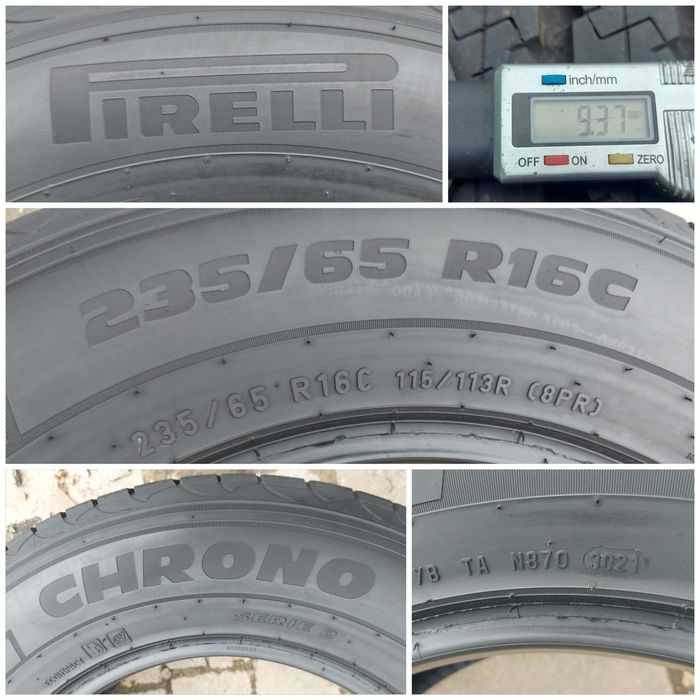 PIRELLI
inch/mm
9.37
OFF ON ZERO
235/65 R16C
235/65 R16C 115/113R (8PR)
CHRONO
SERIE 2
TA N870 3021